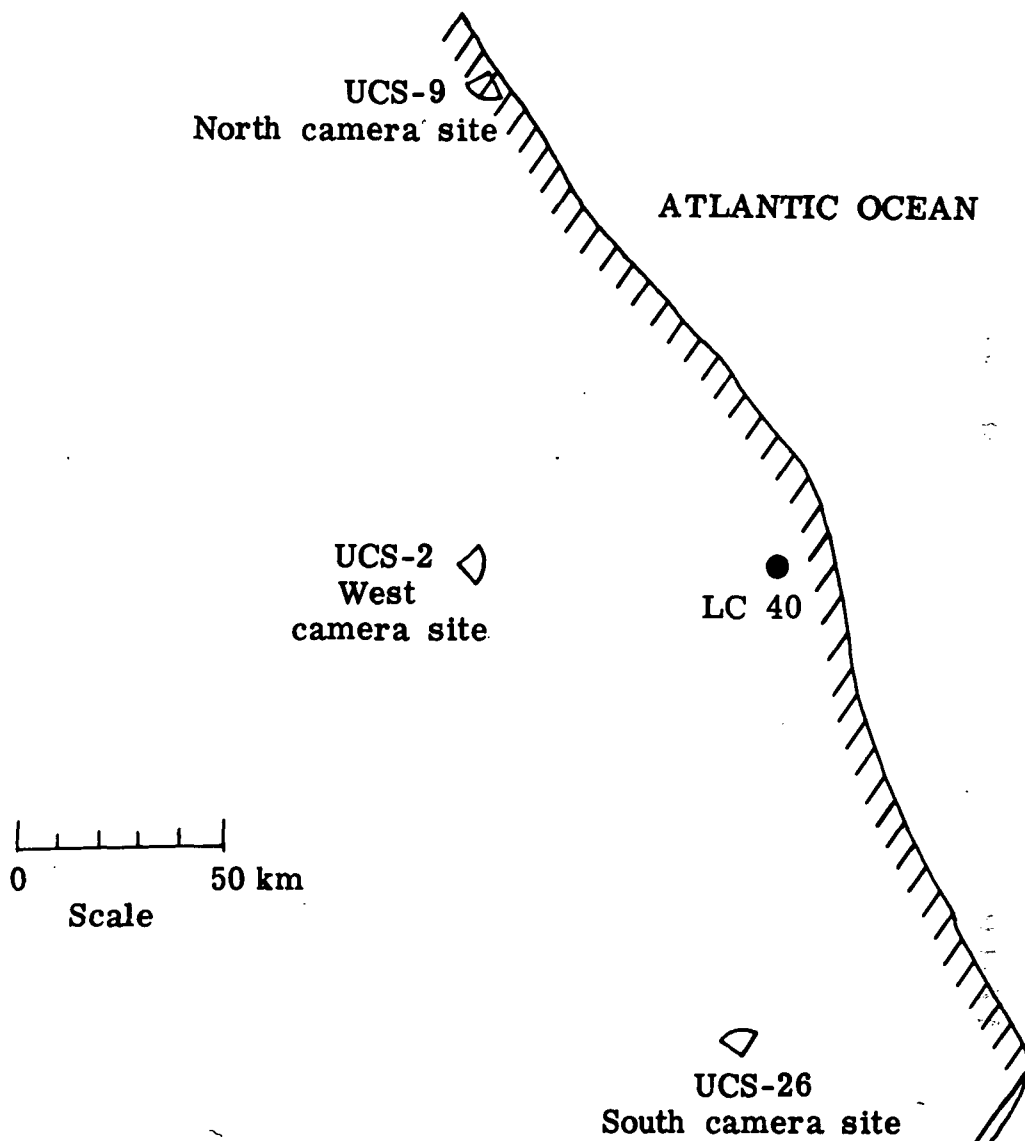 UCS-9
North camera site
ATLANTIC OCEAN
UCS-2
West
camera site
LC 40
0 50 km
Scale
UCS-26
South camera site